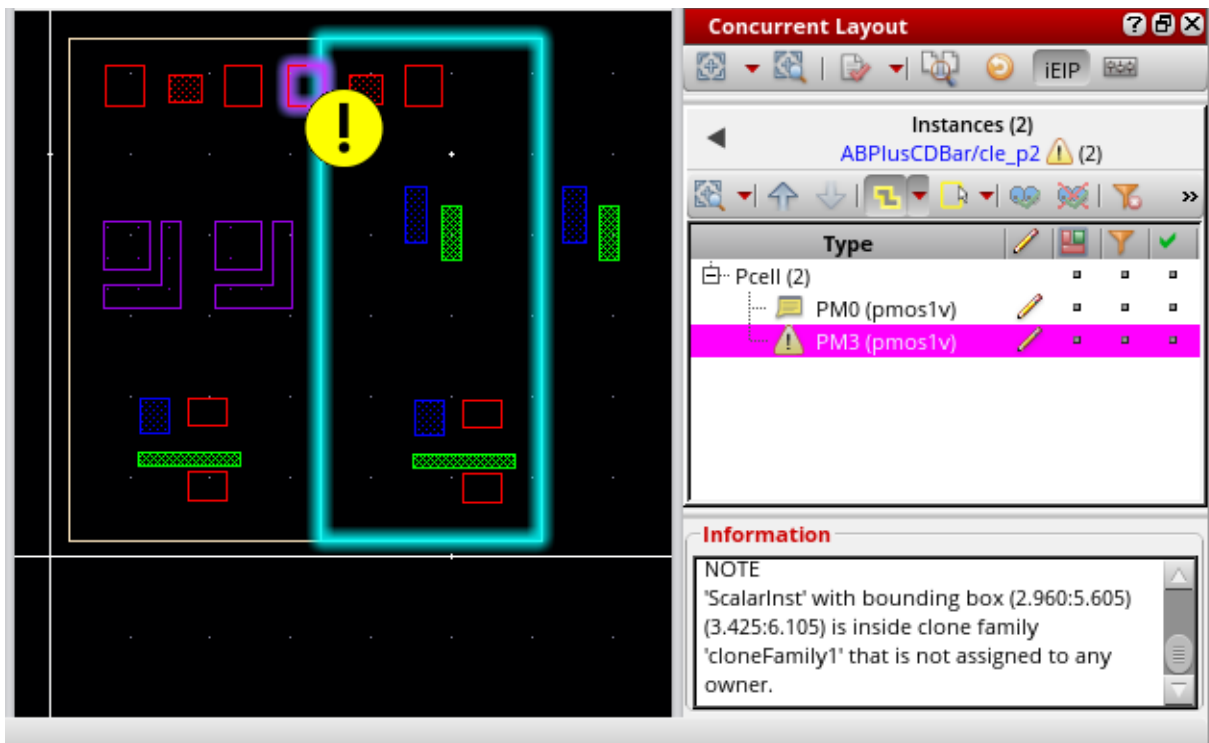 Concurrent Layout
iEIP
Instances (2)
ABPlusCDBar/cle_p2 (2)
Type
Pcell (2)
PM0 (pmos1v)
PM3 (pmos1v)
Information
NOTE
'ScalarInst' with bounding box (2.960:5.605)
(3.425:6.105) is inside clone family
'cloneFamily1' that is not assigned to any
owner.